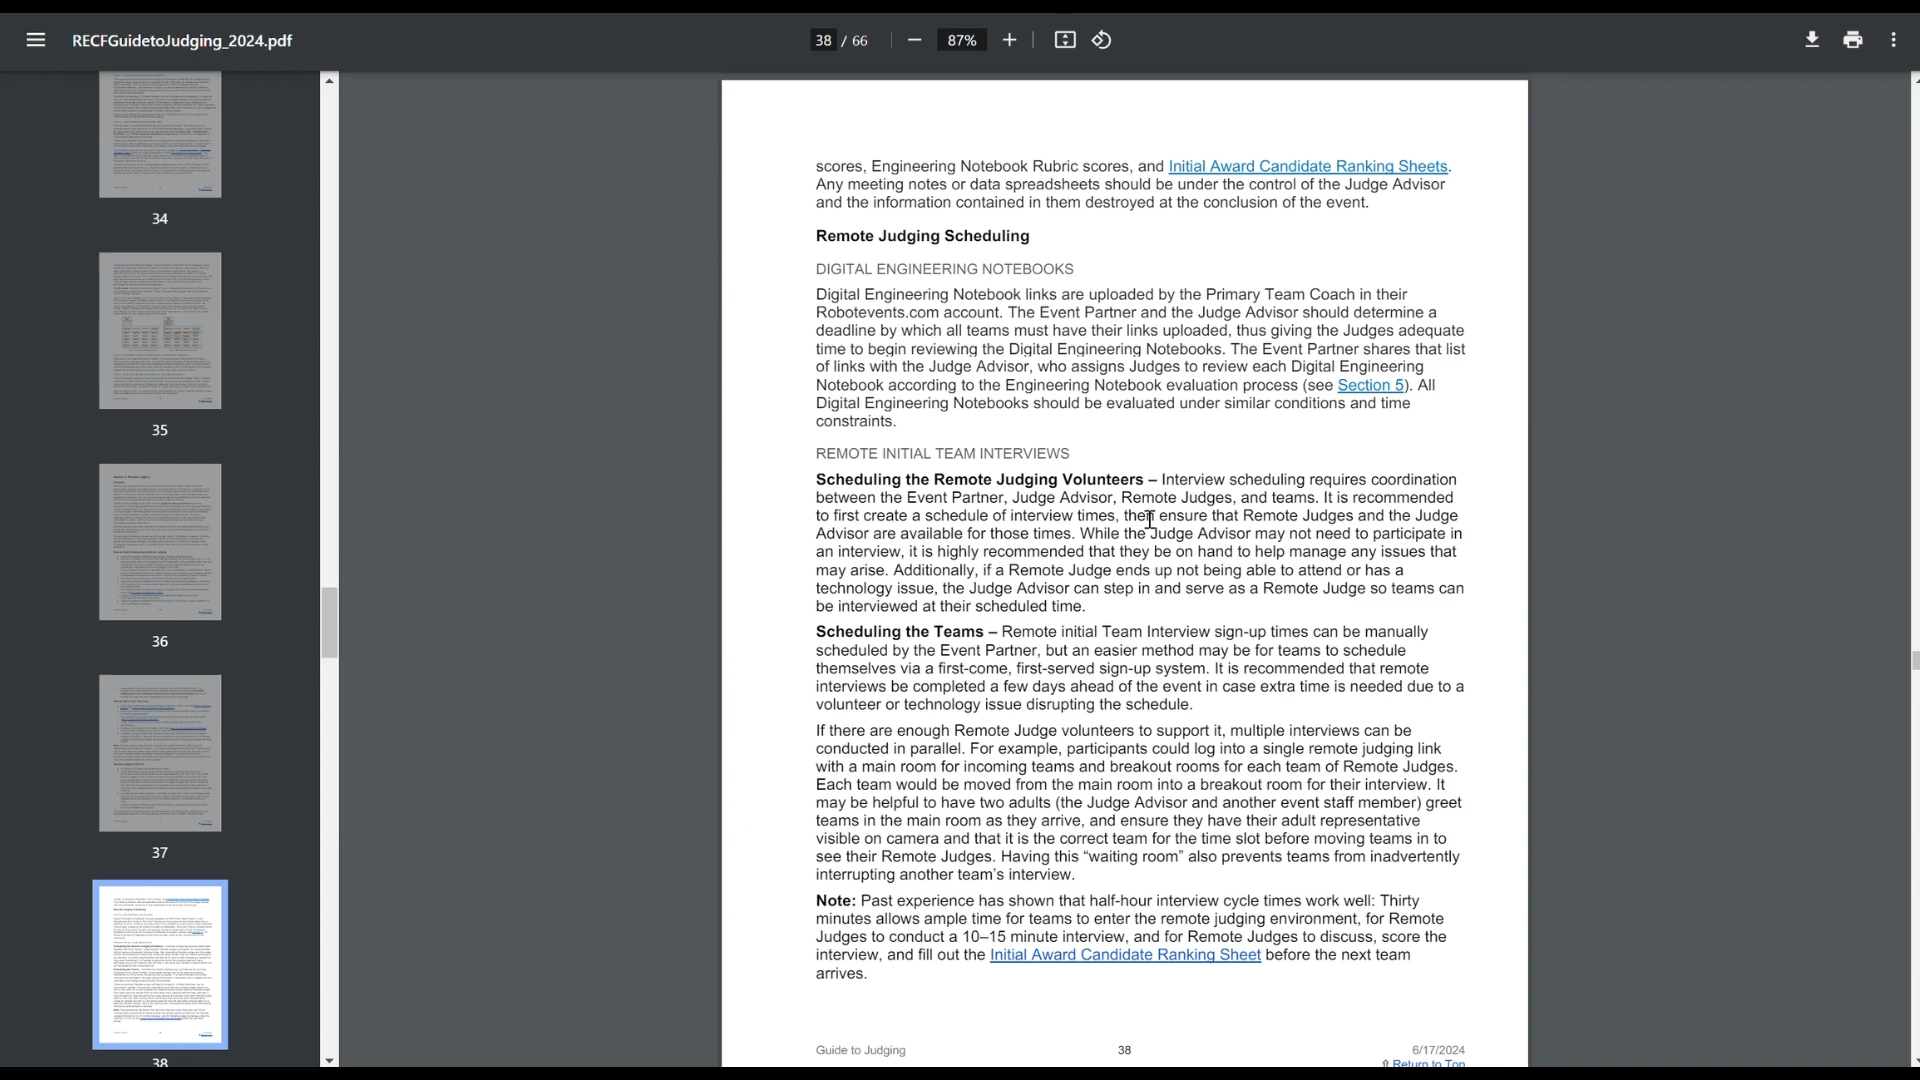 RECFGuidetoJudging_2024.pdf
38 / 66
87%
34
35
36
37
38
scores, Engineering Notebook Rubric scores, and Initial Award Candidate Ranking Sheets.
Any meeting notes or data spreadsheets should be under the control of the Judge Advisor
and the information contained in them destroyed at the conclusion of the event.
Remote Judging Scheduling
DIGITAL ENGINEERING NOTEBOOKS
Digital Engineering Notebook links are uploaded by the Primary Team Coach in their
Robotevents.com account. The Event Partner and the Judge Advisor should determine a
deadline by which all teams must have their links uploaded, thus giving the Judges adequate
time to begin reviewing the Digital Engineering Notebooks. The Event Partner shares that list
of links with the Judge Advisor, who assigns Judges to review each Digital Engineering
Notebook according to the Engineering Notebook evaluation process (see Section 5). All
Digital Engineering Notebooks should be evaluated under similar conditions and time
constraints.
REMOTE INITIAL TEAM INTERVIEWS
Scheduling the Remote Judging Volunteers – Interview scheduling requires coordination
between the Event Partner, Judge Advisor, Remote Judges, and teams. It is recommended
to first create a schedule of interview times, then ensure that Remote Judges and the Judge
Advisor are available for those times. While the Judge Advisor may not need to participate in
an interview, it is highly recommended that they be on hand to help manage any issues that
may arise. Additionally, if a Remote Judge ends up not being able to attend or has a
technology issue, the Judge Advisor can step in and serve as a Remote Judge so teams can
be interviewed at their scheduled time.
Scheduling the Teams – Remote initial Team Interview sign-up times can be manually
scheduled by the Event Partner, but an easier method may be for teams to schedule
themselves via a first-come, first-served sign-up system. It is recommended that remote
interviews be completed a few days ahead of the event in case extra time is needed due to a
volunteer or technology issue disrupting the schedule.
If there are enough Remote Judge volunteers to support it, multiple interviews can be
conducted in parallel. For example, participants could log into a single remote judging link
with a main room for incoming teams and breakout rooms for each team of Remote Judges.
Each team would be moved from the main room into a breakout room for their interview. It
may be helpful to have two adults (the Judge Advisor and another event staff member) greet
teams in the main room as they arrive, and ensure they have their adult representative
visible on camera and that it is the correct team for the time slot before moving teams in to
see their Remote Judges. Having this “waiting room” also prevents teams from inadvertently
interrupting another team’s interview.
Note: Past experience has shown that half-hour interview cycle times work well: Thirty
minutes allows ample time for teams to enter the remote judging environment, for Remote
Judges to conduct a 10–15 minute interview, and for Remote Judges to discuss, score the
interview, and fill out the Initial Award Candidate Ranking Sheet before the next team
arrives.
Guide to Judging 38 6/17/2024
⇧ Return to Top